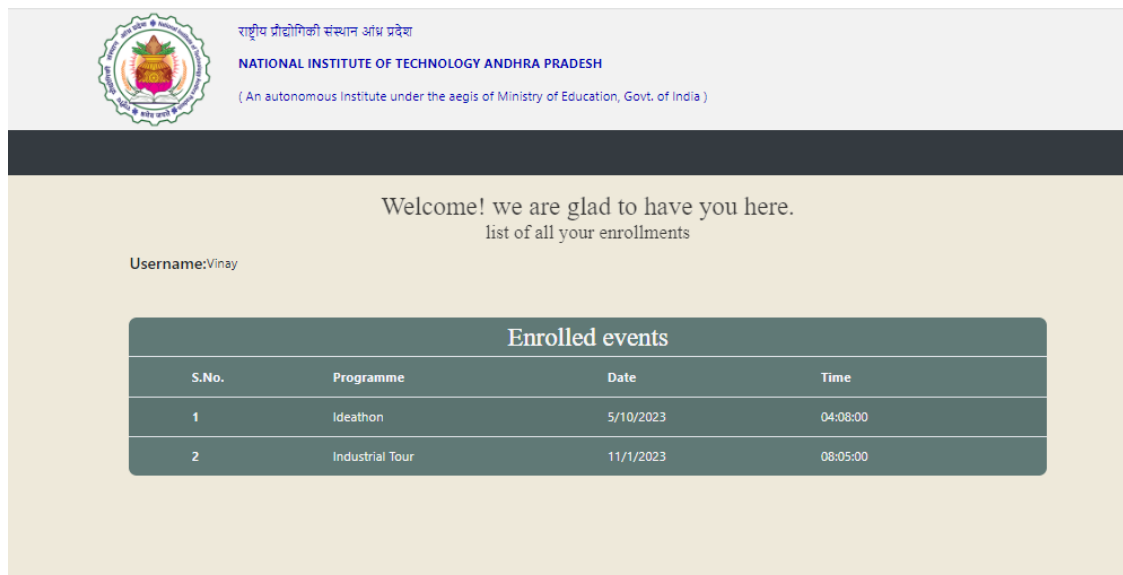 राष्ट्रीय प्रौद्योगिकी संस्थान आंध्र प्रदेश
NATIONAL INSTITUTE OF TECHNOLOGY ANDHRA PRADESH
( An autonomous Institute under the aegis of Ministry of Education, Govt. of India )
Welcome! we are glad to have you here.
list of all your enrollments
Username:Vinay
Enrolled events
S.No. Programme Date Time
1 Ideathon 5/10/2023 04:08:00
2 Industrial Tour 11/1/2023 08:05:00